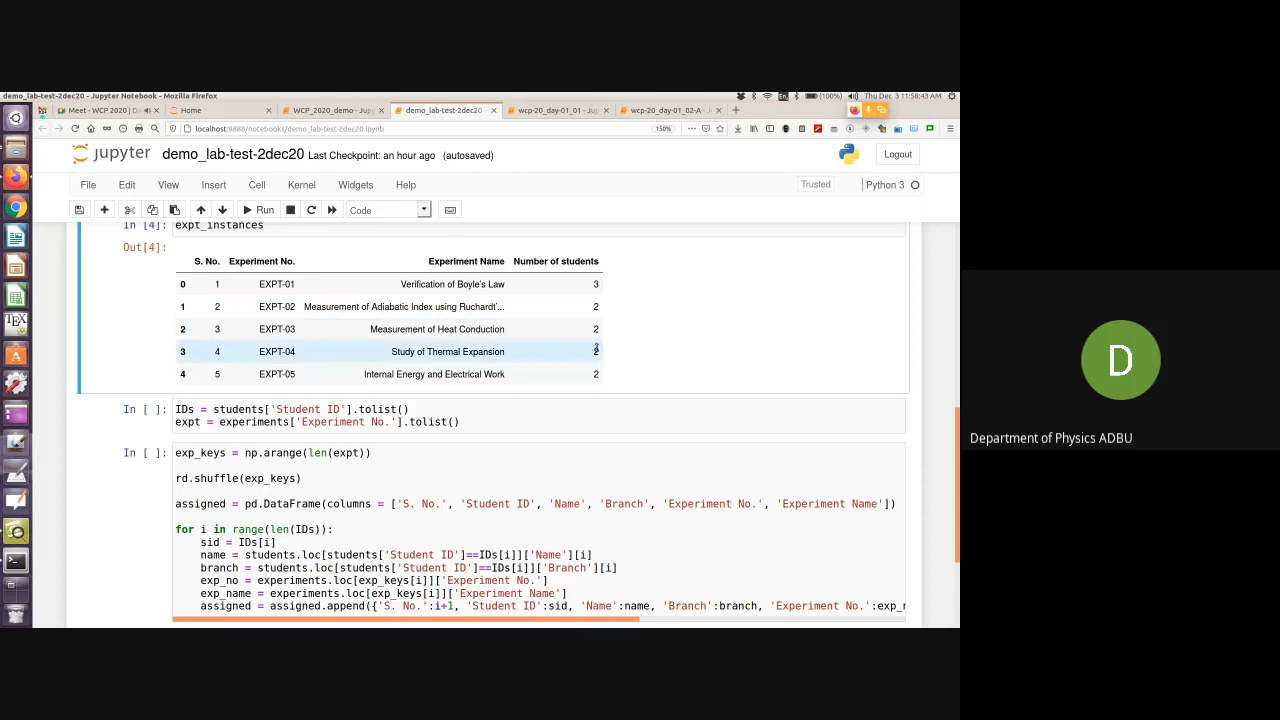 demo_lab-test-2dec20 - Jupyter Notebook - Mozilla Firefox
(100%) Thu Dec 3 11:58:43 AM
Meet - WCP 2020 | D
Home
WCP_2020_demo - Jupy
demo_lab-test-2dec20
wcp-20_day-01_01 - Jup
wcp-20_day-01_02-A - J
localhost:8888/notebooks/demo_lab-test-2dec20.ipynb
150%
jupyter demo_lab-test-2dec20 Last Checkpoint: an hour ago (autosaved)
Logout
File Edit View Insert Cell Kernel Widgets Help
Trusted
Python 3
Run
Code
In [4]: expt_instances
Out[4]:
S. No. Experiment No. Experiment Name Number of students
0 1 EXPT-01 Verification of Boyle's Law 3
1 2 EXPT-02 Measurement of Adiabatic Index using Ruchardt'... 2
2 3 EXPT-03 Measurement of Heat Conduction 2
3 4 EXPT-04 Study of Thermal Expansion 2
4 5 EXPT-05 Internal Energy and Electrical Work 2
In [ ]: IDs = students['Student ID'].tolist()
expt = experiments['Experiment No.'].tolist()
In [ ]: exp_keys = np.arange(len(expt))
rd.shuffle(exp_keys)
assigned = pd.DataFrame(columns = ['S. No.', 'Student ID', 'Name', 'Branch', 'Experiment No.', 'Experiment Name'])
for i in range(len(IDs)):
sid = IDs[i]
name = students.loc[students['Student ID']==IDs[i]]['Name'][i]
branch = students.loc[students['Student ID']==IDs[i]]['Branch'][i]
exp_no = experiments.loc[exp_keys[i]]['Experiment No.']
exp_name = experiments.loc[exp_keys[i]]['Experiment Name']
assigned = assigned.append({'S. No.':i+1, 'Student ID':sid, 'Name':name, 'Branch':branch, 'Experiment No.':exp_n
D
Department of Physics ADBU